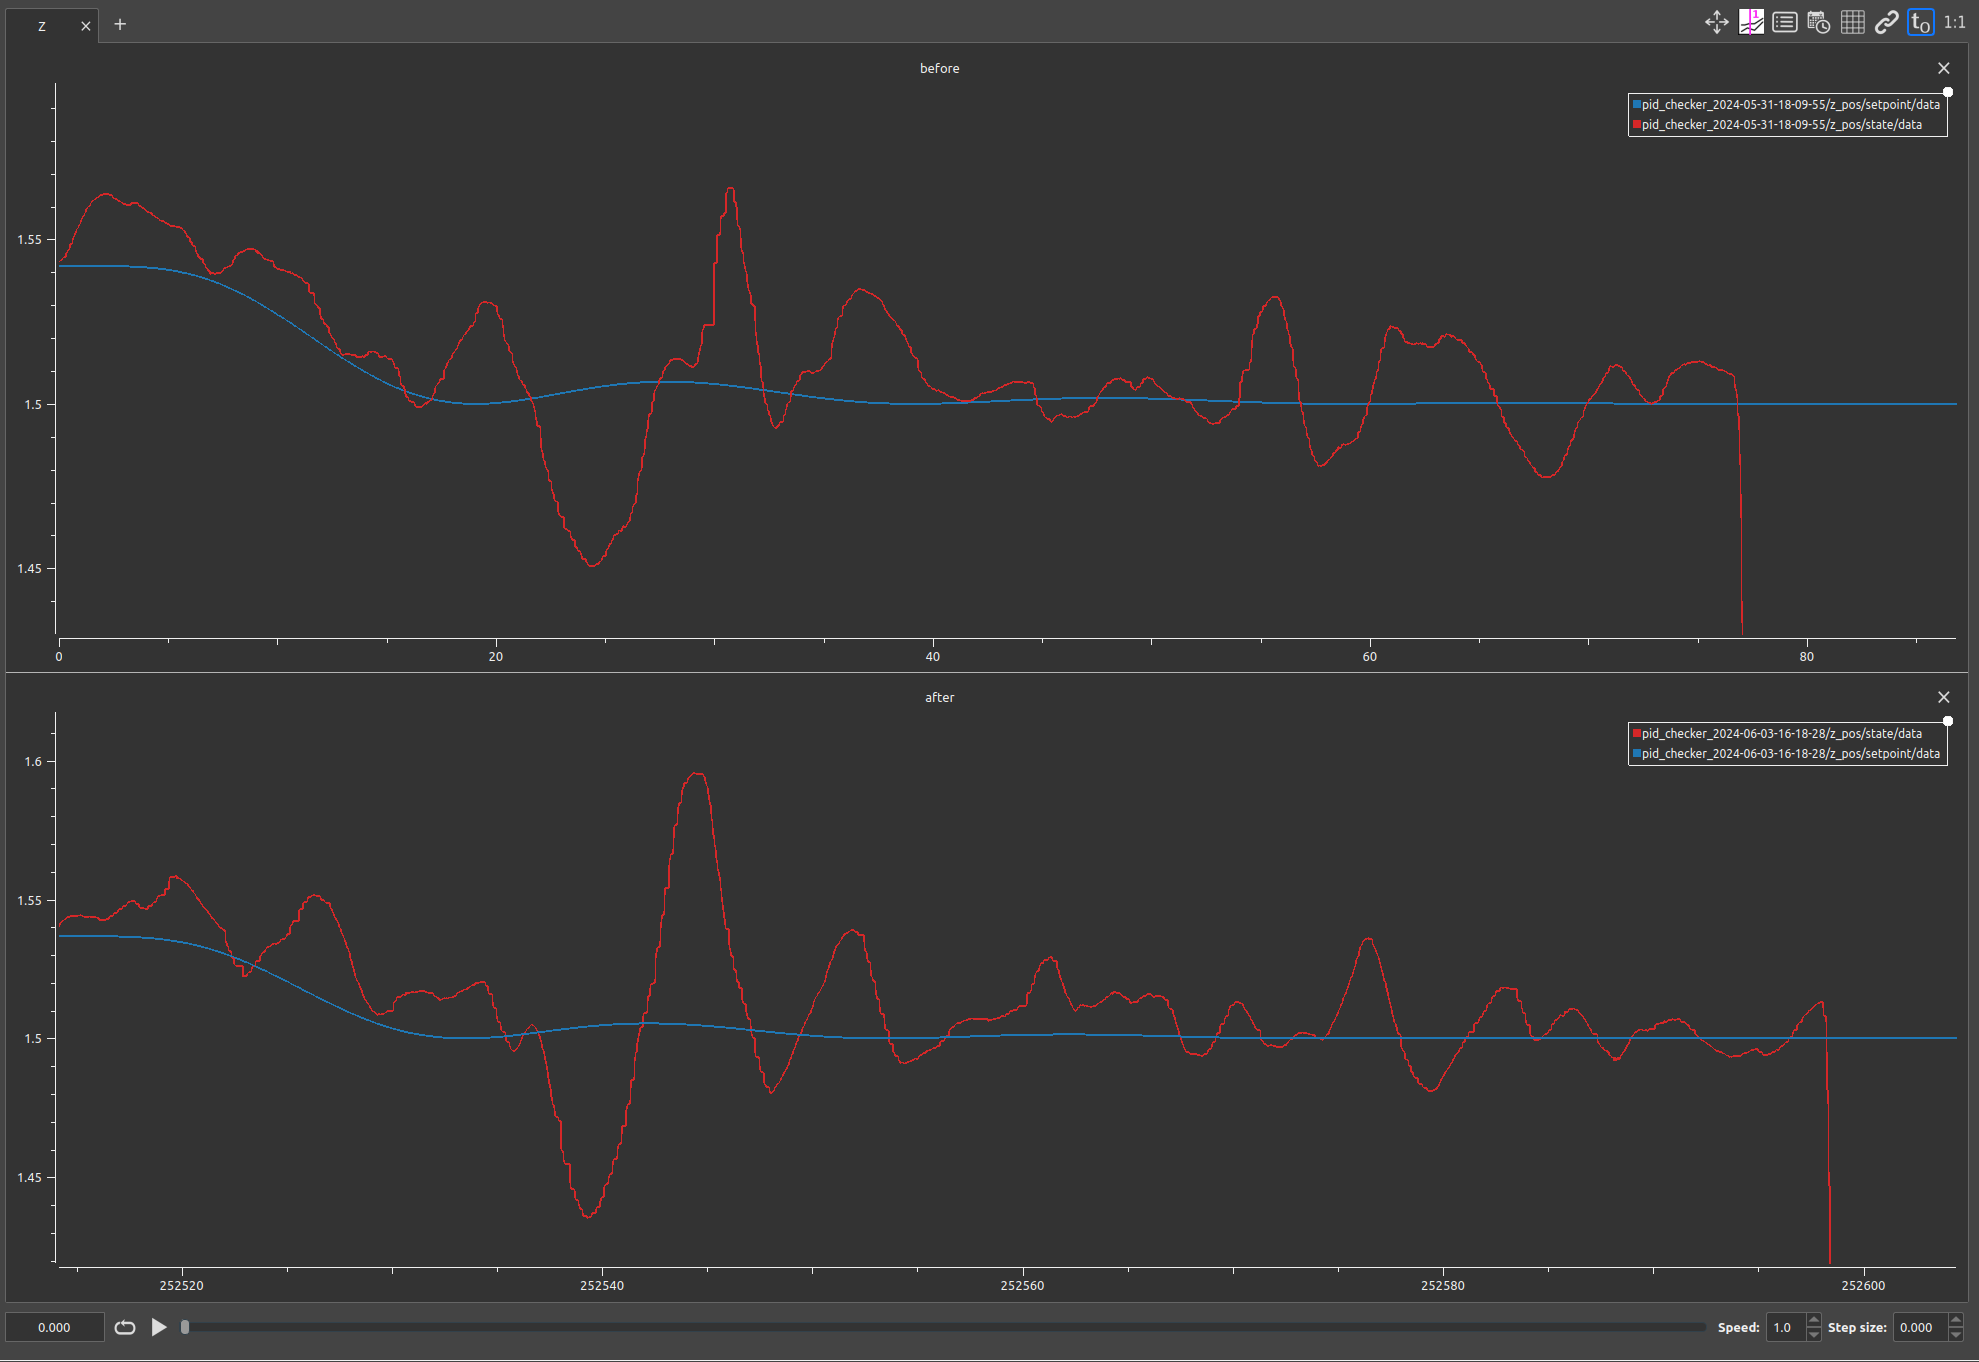 Z
1
t0
1:1
before
pid_checker_2024-05-31-18-09-55/z_pos/setpoint/data
pid_checker_2024-05-31-18-09-55/z_pos/state/data
1.55
1.5
1.45
0 20 40 60 80
after
pid_checker_2024-06-03-16-18-28/z_pos/state/data
pid_checker_2024-06-03-16-18-28/z_pos/setpoint/data
1.6
1.55
1.5
1.45
252520 252540 252560 252580 252600
0.000 Speed: 1.0 Step size: 0.000